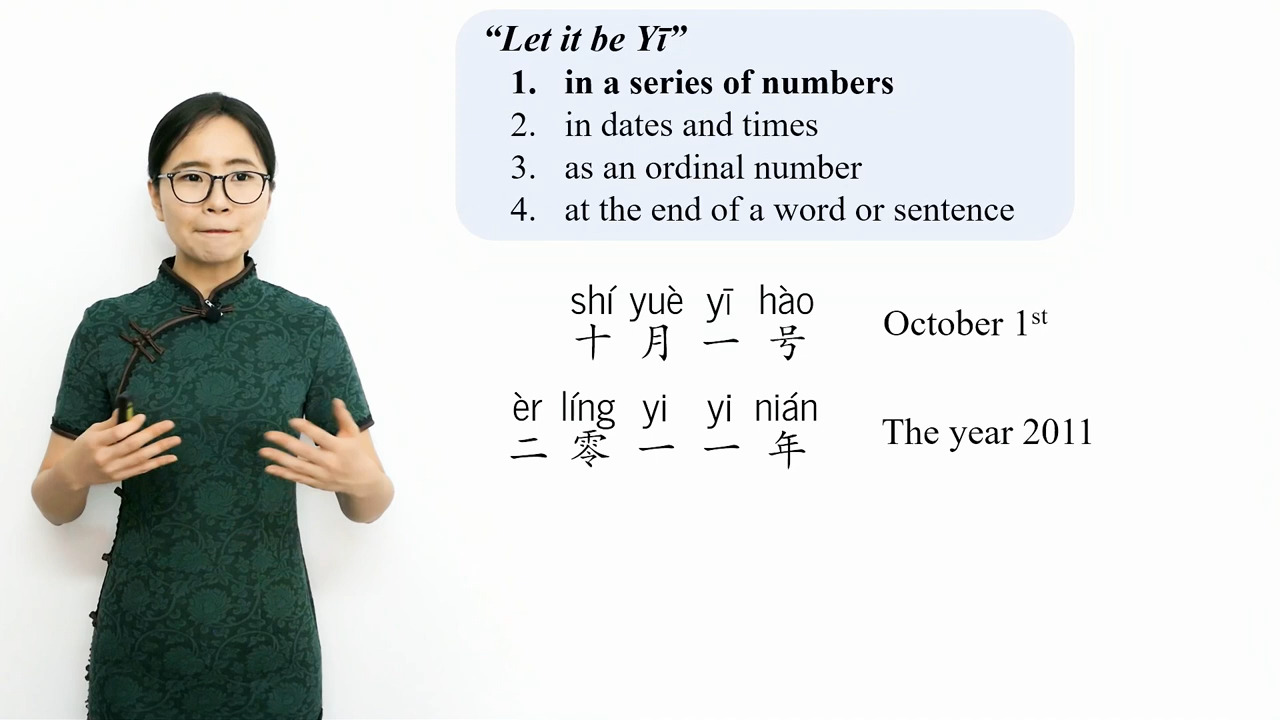 “Let it be Yī”
1. in a series of numbers
2. in dates and times
3. as an ordinal number
4. at the end of a word or sentence
shí yuè yī hào
十 月 一 号
October 1st
èr líng yi yi nián
二 零 一 一 年
The year 2011